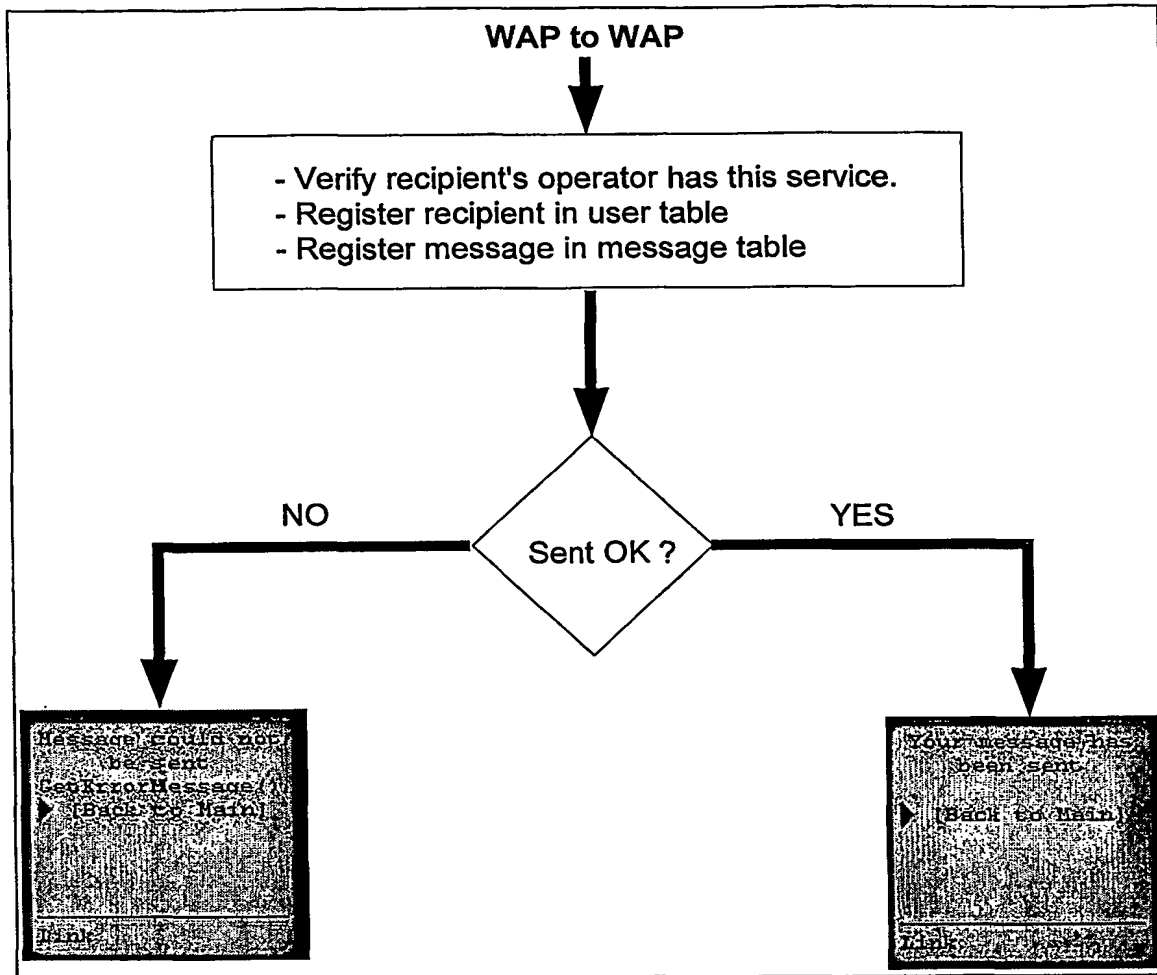 WAP to WAP
- Verify recipient's operator has this service.
- Register recipient in user table
- Register message in message table
NO
YES
Sent OK ?
Message could not
be sent
GetErrorMessage()
[Back to Main]
Link
Your message has
been sent
[Back to Main]
Link